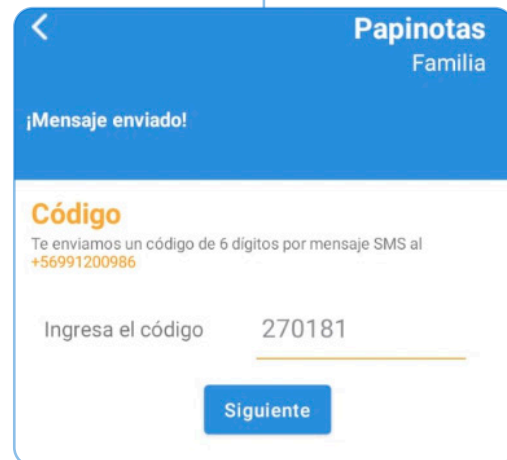 Papinotas
Familia
¡Mensaje enviado!
Código
Te enviamos un código de 6 dígitos por mensaje SMS al
+56991200986
Ingresa el código 270181
Siguiente